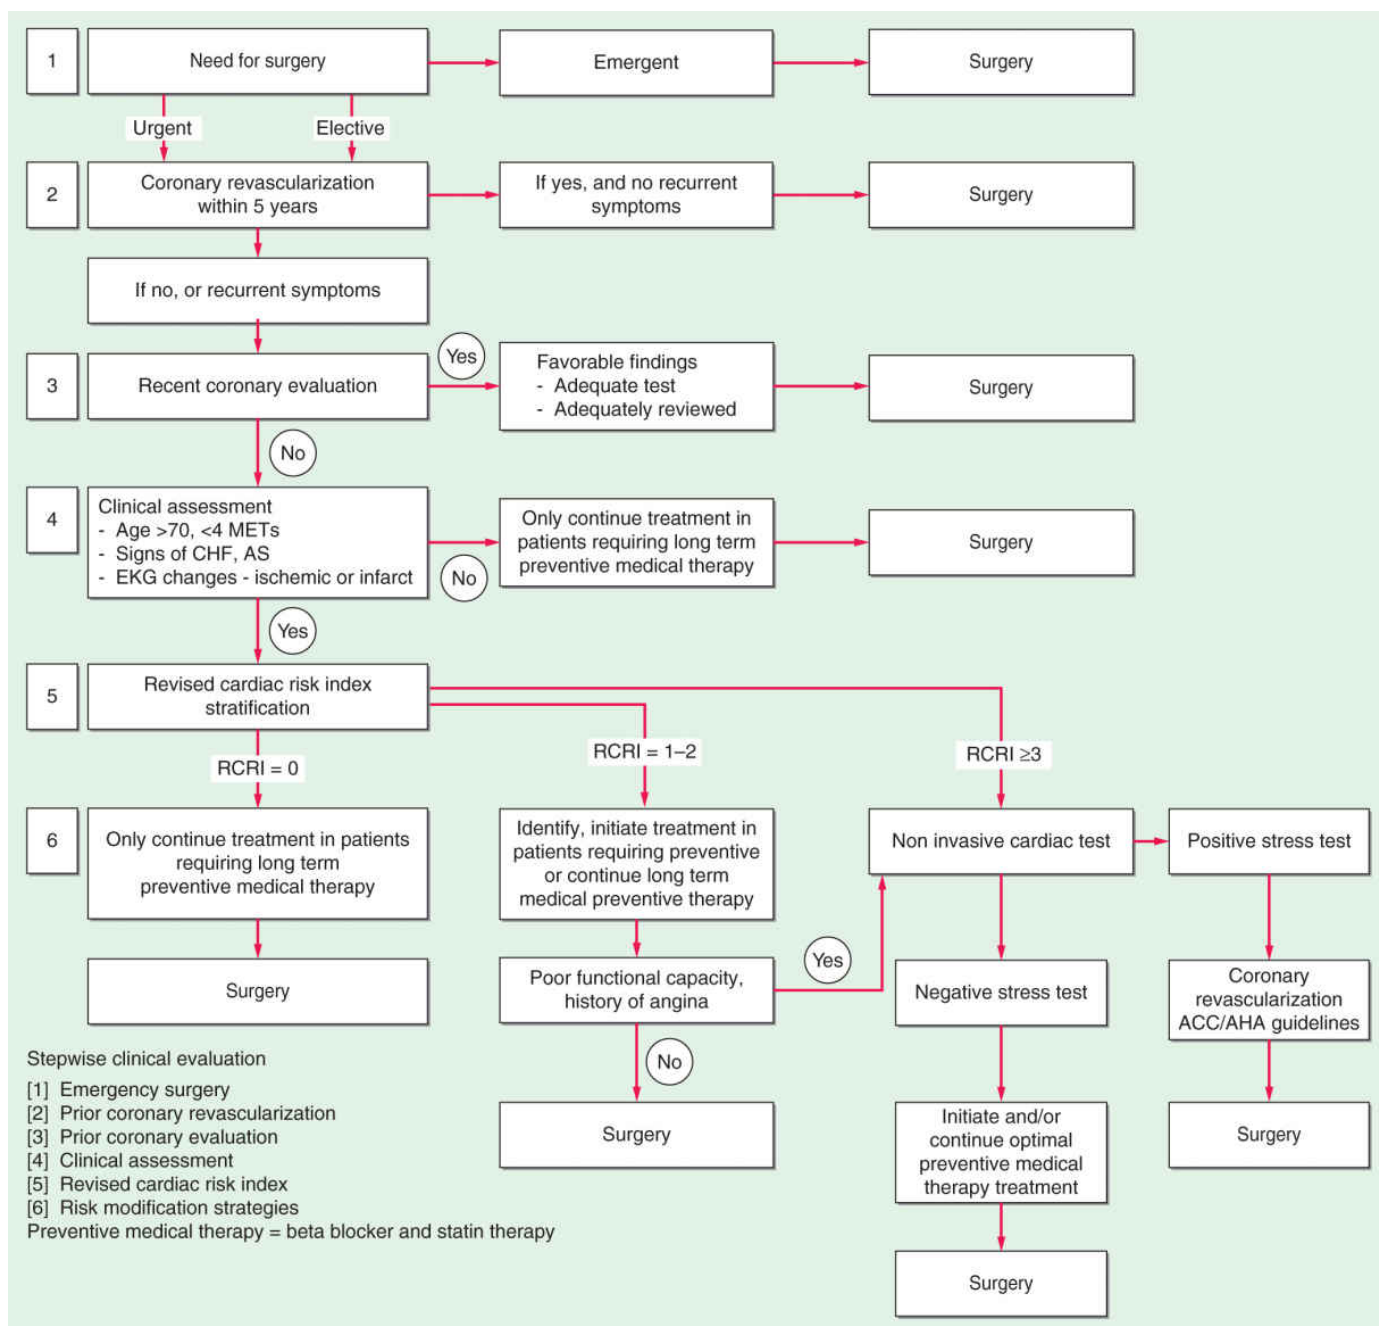 1
Need for surgery
Emergent
Surgery
Urgent
Elective
2
Coronary revascularization
within 5 years
If yes, and no recurrent
symptoms
Surgery
If no, or recurrent symptoms
3
Recent coronary evaluation
Yes
Favorable findings
- Adequate test
- Adequately reviewed
Surgery
No
4
Clinical assessment
- Age >70, <4 METs
- Signs of CHF, AS
- EKG changes - ischemic or infarct
No
Only continue treatment in
patients requiring long term
preventive medical therapy
Surgery
Yes
5
Revised cardiac risk index
stratification
RCRI = 0
RCRI = 1–2
RCRI ≥3
6
Only continue treatment in patients
requiring long term
preventive medical therapy
Identify, initiate treatment in
patients requiring preventive
or continue long term
medical preventive therapy
Non invasive cardiac test
Positive stress test
Surgery
Poor functional capacity,
history of angina
Yes
Negative stress test
Coronary
revascularization
ACC/AHA guidelines
No
Surgery
Initiate and/or
continue optimal
preventive medical
therapy treatment
Surgery
Surgery
Stepwise clinical evaluation
[1] Emergency surgery
[2] Prior coronary revascularization
[3] Prior coronary evaluation
[4] Clinical assessment
[5] Revised cardiac risk index
[6] Risk modification strategies
Preventive medical therapy = beta blocker and statin therapy